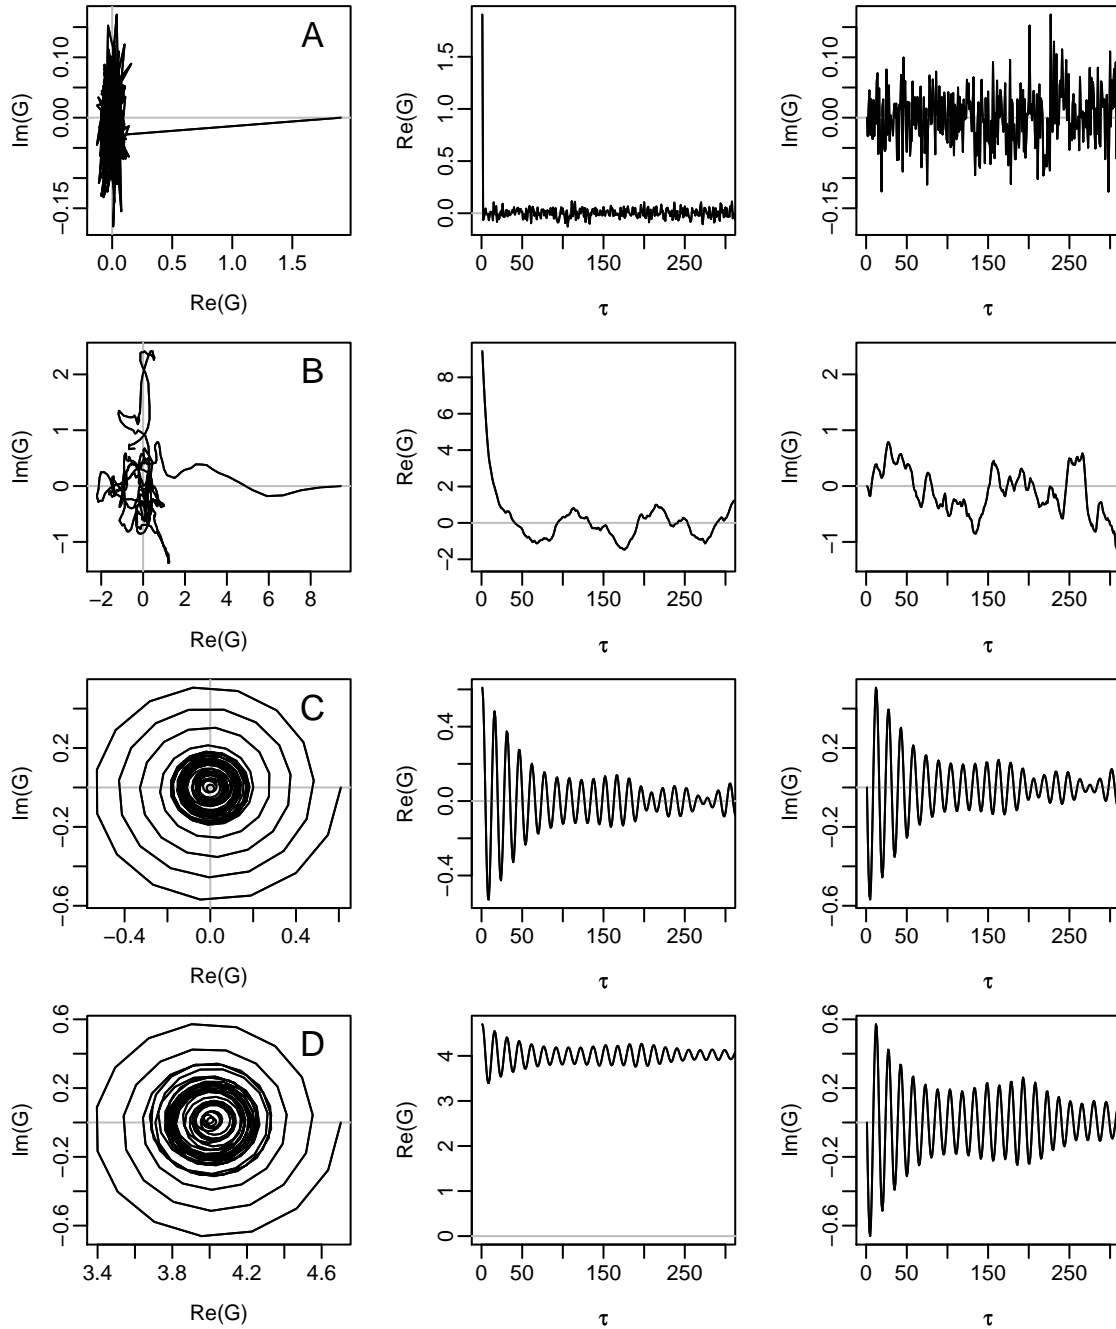 A
Im(G)
−0.15 0.00 0.10
0.0 0.5 1.0 1.5
Re(G)
Re(G)
0.0 0.5 1.0 1.5
0 50 150 250
τ
Im(G)
−0.15 0.00 0.10
0 50 150 250
τ
B
Im(G)
−1 0 1 2
−2 0 2 4 6 8
Re(G)
Re(G)
−2 0 2 4 6 8
0 50 150 250
τ
Im(G)
−1 0 1 2
0 50 150 250
τ
C
Im(G)
−0.6 −0.2 0.2
−0.4 0.0 0.4
Re(G)
Re(G)
−0.4 0.0 0.4
0 50 150 250
τ
Im(G)
−0.6 −0.2 0.2
0 50 150 250
τ
D
Im(G)
−0.6 −0.2 0.2 0.6
3.4 3.8 4.2 4.6
Re(G)
Re(G)
0 1 2 3 4
0 50 150 250
τ
Im(G)
−0.6 −0.2 0.2 0.6
0 50 150 250
τ